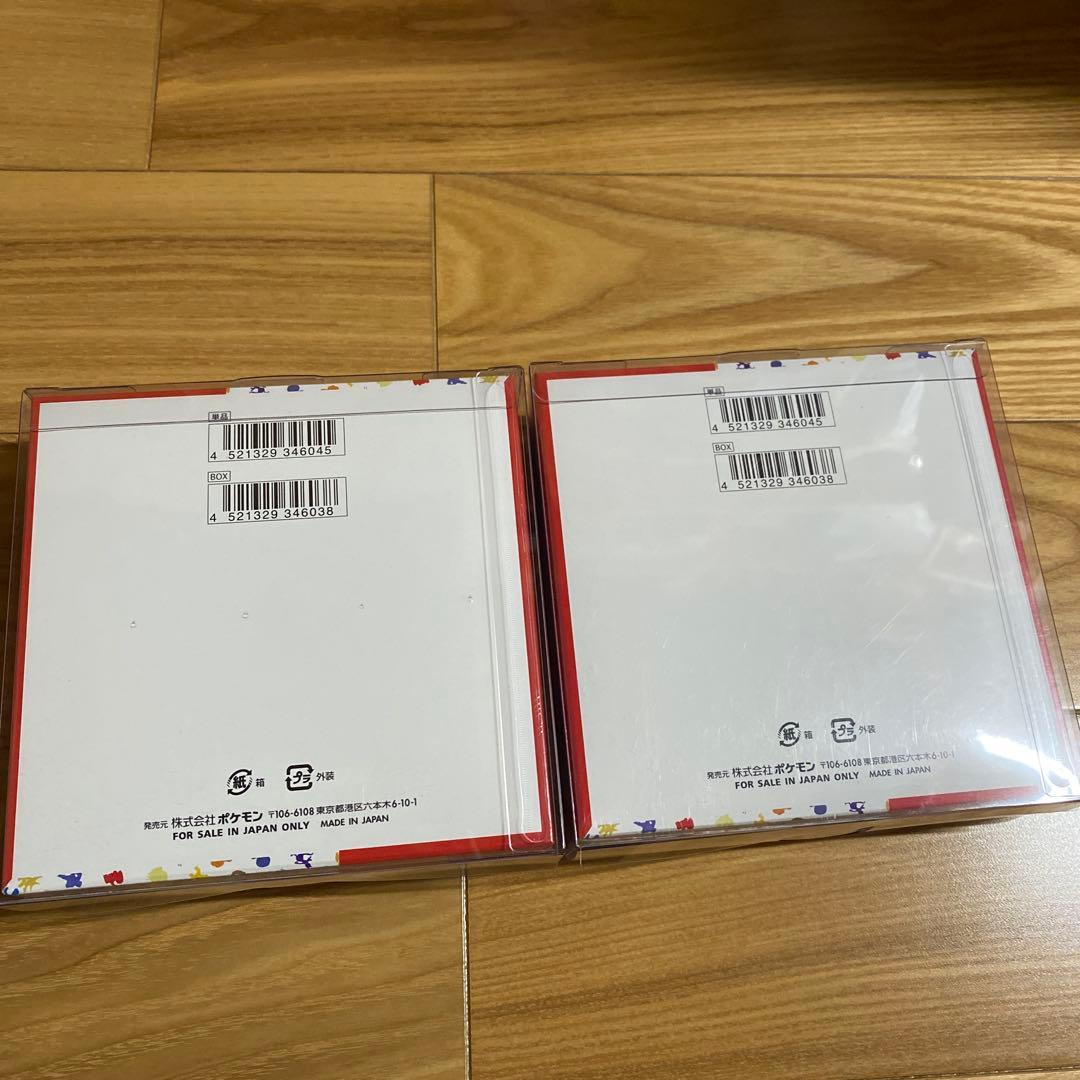 単品
4 521329 346045
BOX
4 521329 346038
紙 箱 プラ 外装
発売元 株式会社ポケモン 〒106-6108 東京都港区六本木6-10-1
FOR SALE IN JAPAN ONLY MADE IN JAPAN
単品
4 521329 346045
BOX
4 521329 346038
紙 箱 プラ 外装
発売元 株式会社ポケモン 〒106-6108 東京都港区六本木6-10-1
FOR SALE IN JAPAN ONLY MADE IN JAPAN